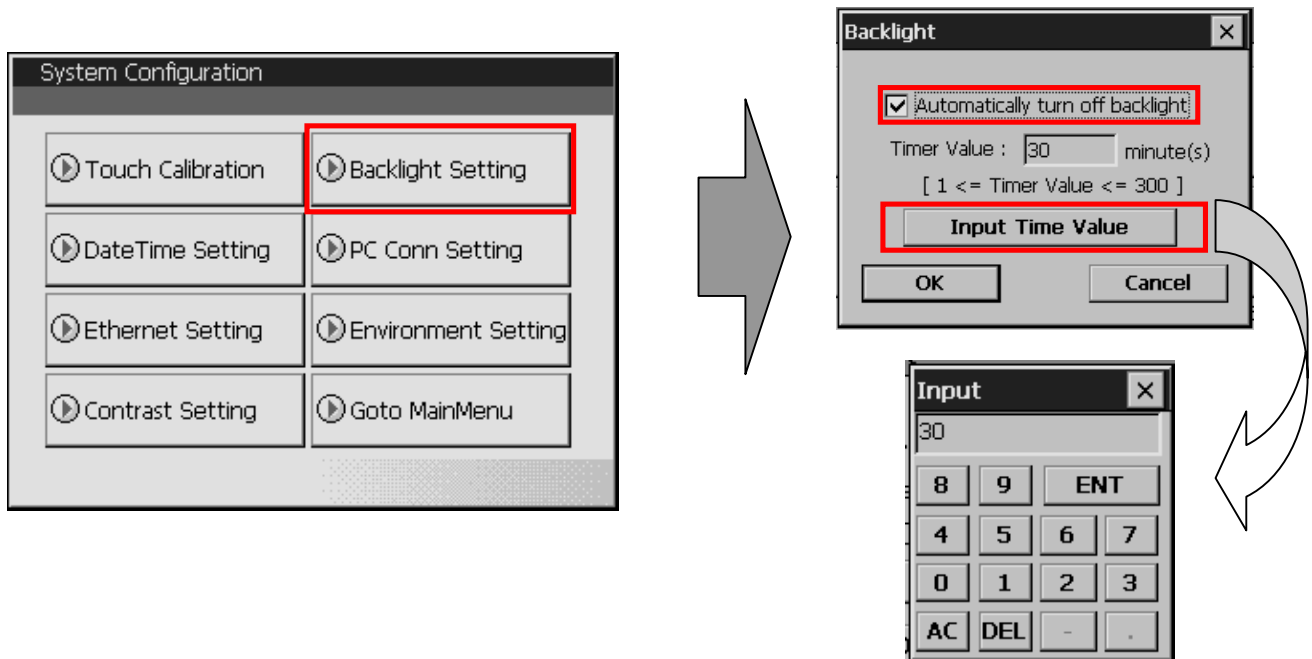 System Configuration
Touch Calibration
Backlight Setting
DateTime Setting
PC Conn Setting
Ethernet Setting
Environment Setting
Contrast Setting
Goto MainMenu
Backlight
Automatically turn off backlight
Timer Value : 30 minute(s)
[ 1 <= Timer Value <= 300 ]
Input Time Value
OK Cancel
Input
30
8 9 ENT
4 5 6 7
0 1 2 3
AC DEL - .